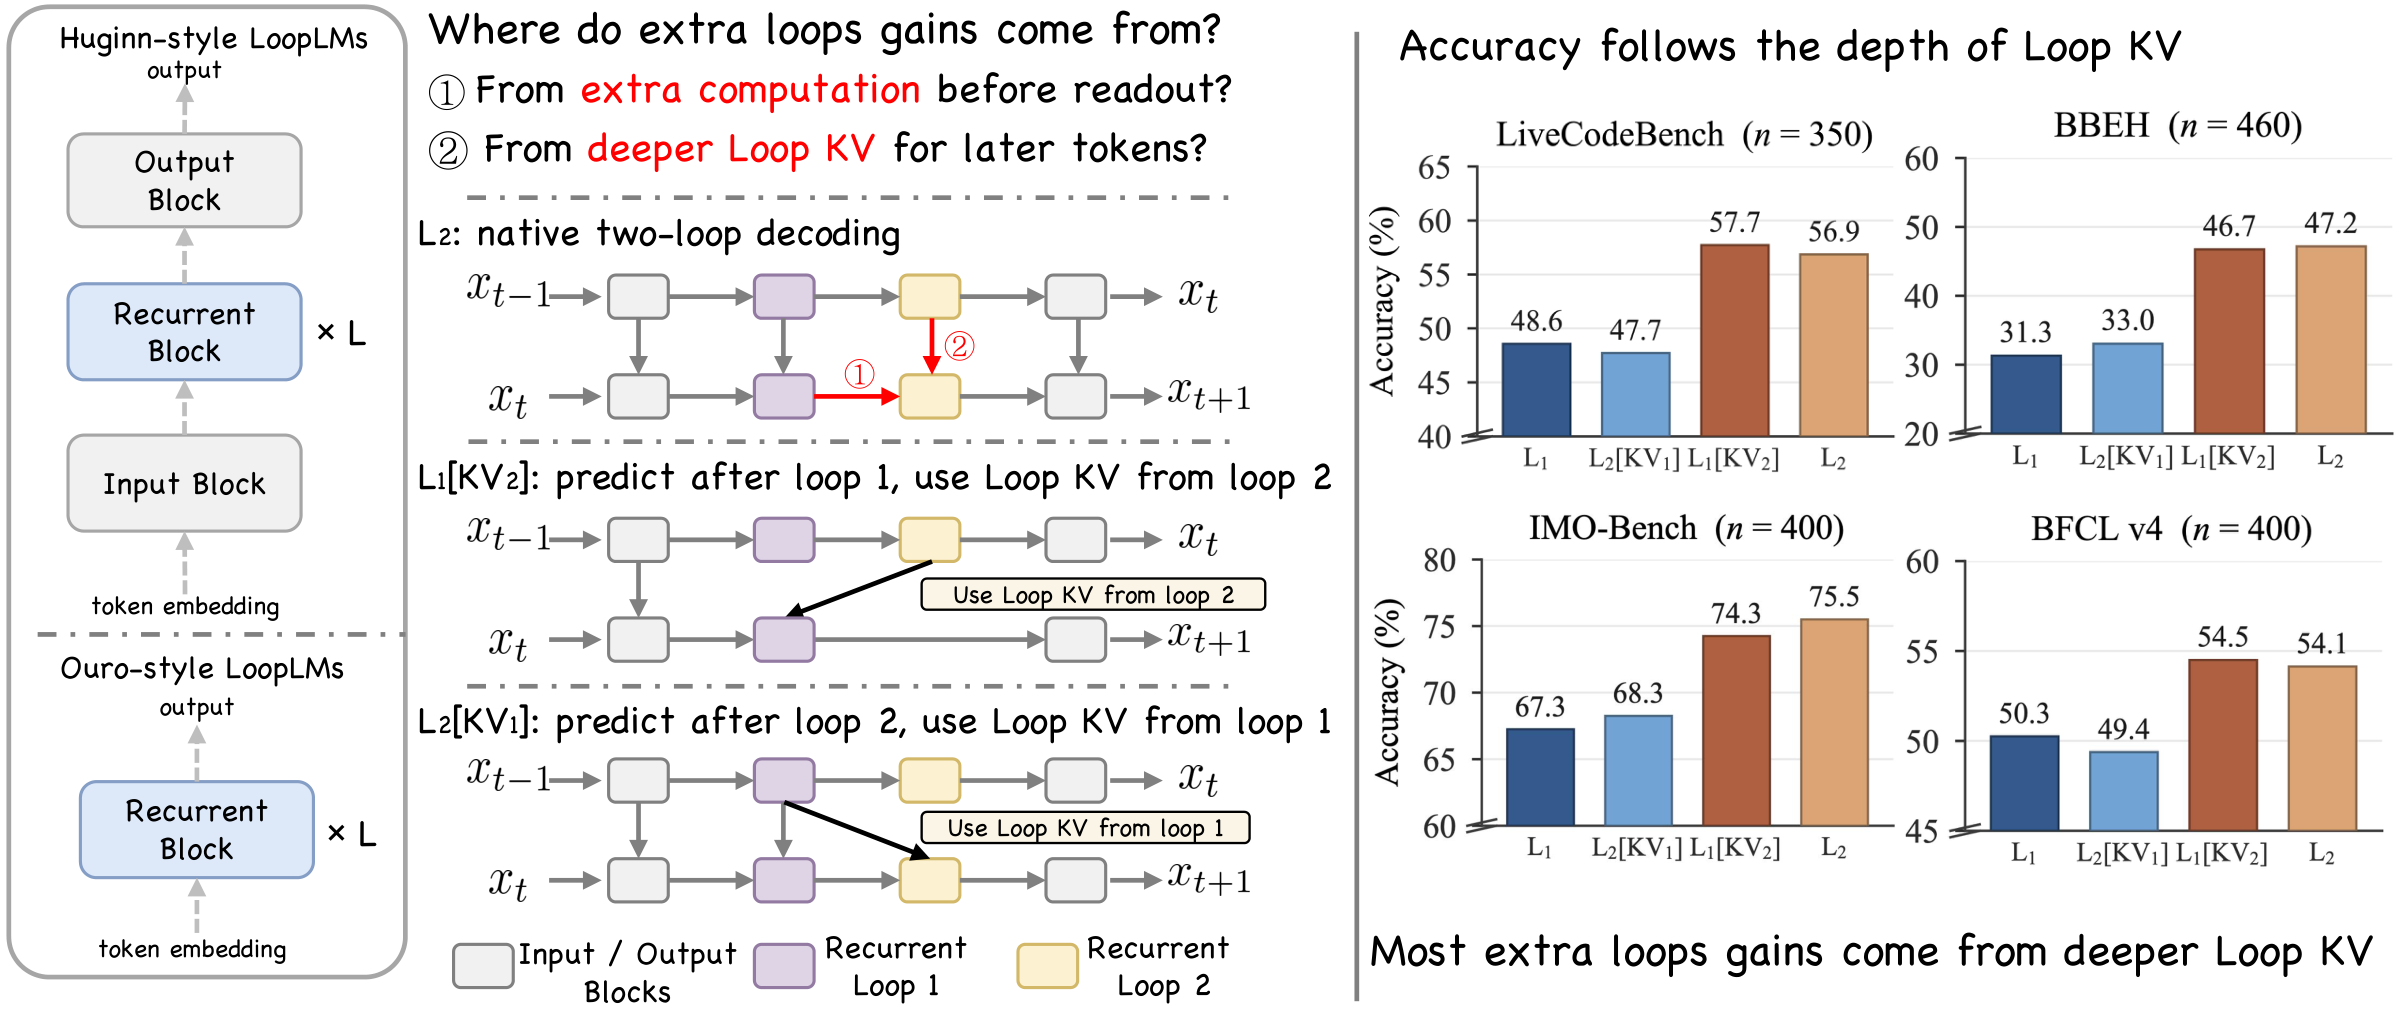 Huginn-style LoopLMs
output
Output
Block
Recurrent
Block
× L
Input Block
token embedding
Ouro-style LoopLMs
output
Recurrent
Block
× L
token embedding
Where do extra loops gains come from?
① From extra computation before readout?
② From deeper Loop KV for later tokens?
L₂: native two-loop decoding
xₜ₋₁
xₜ
①
②
xₜ
xₜ₊₁
L₁[KV₂]: predict after loop 1, use Loop KV from loop 2
xₜ₋₁
xₜ
Use Loop KV from loop 2
xₜ
xₜ₊₁
L₂[KV₁]: predict after loop 2, use Loop KV from loop 1
xₜ₋₁
xₜ
Use Loop KV from loop 1
xₜ
xₜ₊₁
Input / Output
Blocks
Recurrent
Loop 1
Recurrent
Loop 2
Accuracy follows the depth of Loop KV
LiveCodeBench (n = 350)
Accuracy (%)
65
60
55
50
45
40
48.6
47.7
57.7
56.9
L₁
L₂[KV₁]
L₁[KV₂]
L₂
BBEH (n = 460)
60
50
40
30
20
31.3
33.0
46.7
47.2
L₁
L₂[KV₁]
L₁[KV₂]
L₂
IMO-Bench (n = 400)
Accuracy (%)
80
75
70
65
60
67.3
68.3
74.3
75.5
L₁
L₂[KV₁]
L₁[KV₂]
L₂
BFCL v4 (n = 400)
60
55
50
45
50.3
49.4
54.5
54.1
L₁
L₂[KV₁]
L₁[KV₂]
L₂
Most extra loops gains come from deeper Loop KV